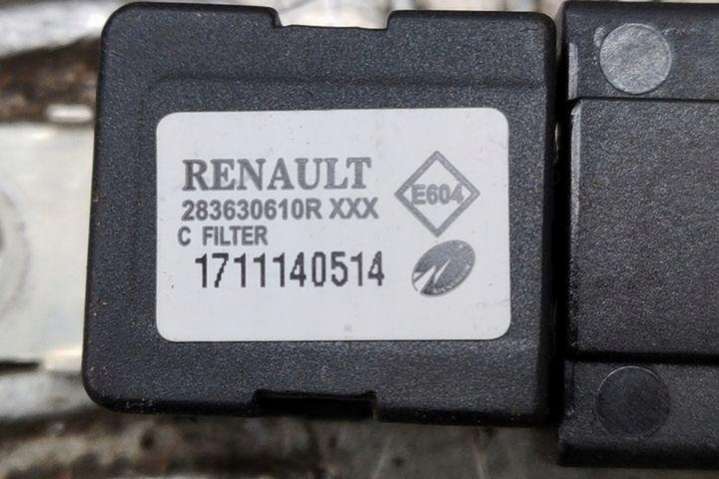 RENAULT
E604
283630610R XXX
C FILTER
1711140514